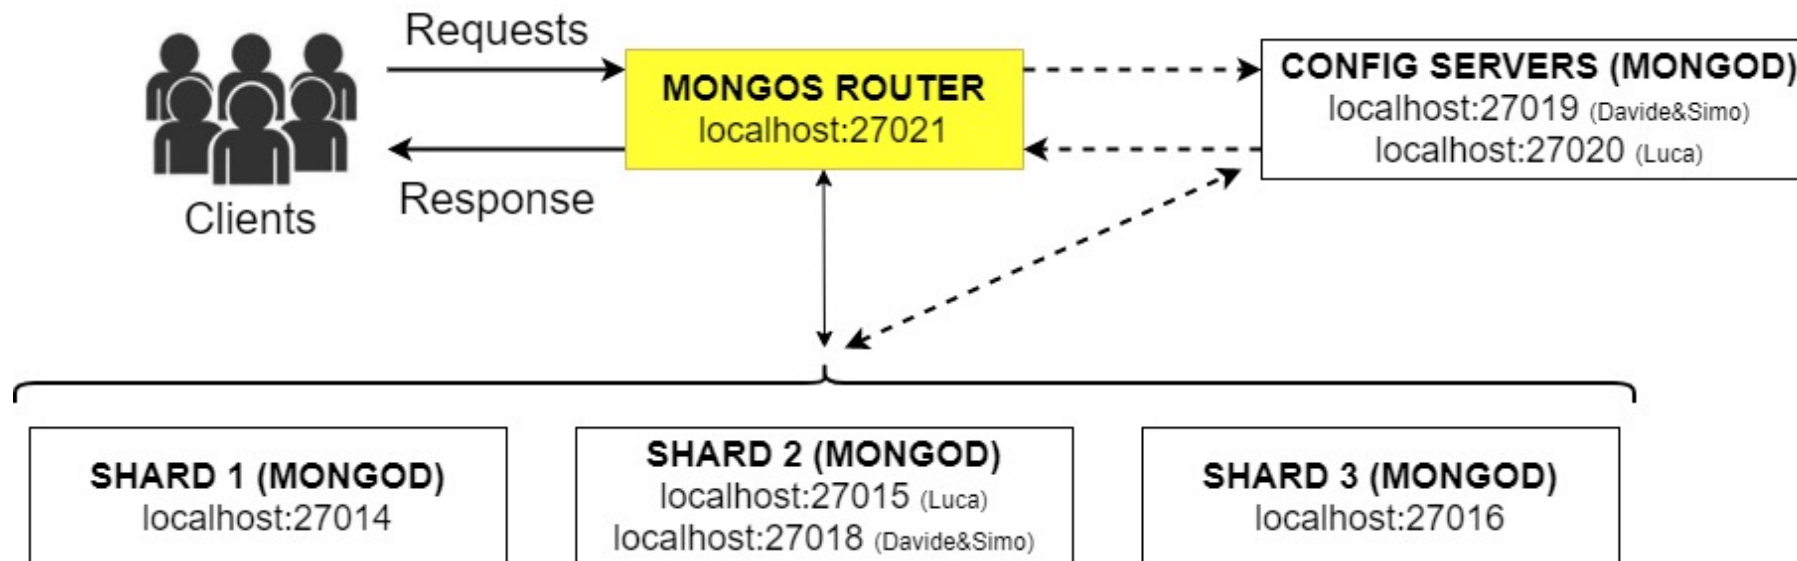 Requests
MONGOS ROUTER
localhost:27021
CONFIG SERVERS (MONGOD)
localhost:27019 (Davide&Simo)
localhost:27020 (Luca)
Response
Clients
SHARD 1 (MONGOD)
localhost:27014
SHARD 2 (MONGOD)
localhost:27015 (Luca)
localhost:27018 (Davide&Simo)
SHARD 3 (MONGOD)
localhost:27016